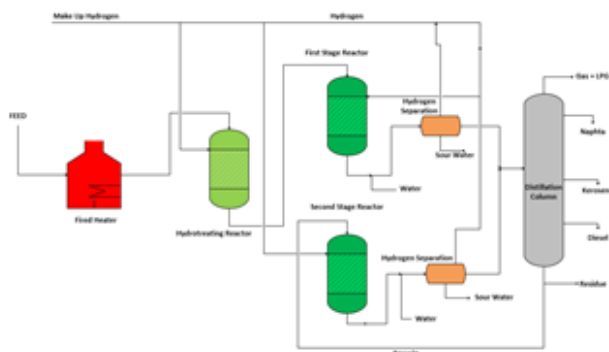 Make Up Hydrogen
Hydrogen
First Stage Reactor
Gas + LPG
Hydrogen
Separation
FEED
Naphta
Sour Water
Water
Kerosen
Distillation
Column
Fired Heater
Hydrotreating Reactor
Second Stage Reactor
Diesel
Hydrogen Separation
Residue
Sour Water
Water